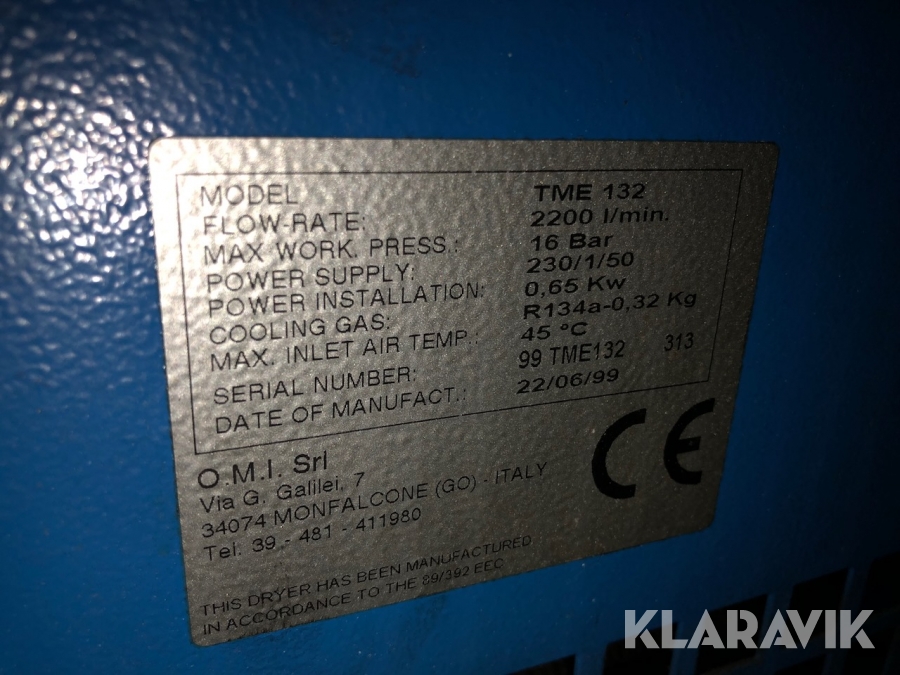 MODEL TME 132
FLOW-RATE: 2200 l/min.
MAX WORK. PRESS.: 16 Bar
POWER SUPPLY: 230/1/50
POWER INSTALLATION: 0,65 Kw
COOLING GAS: R134a-0,32 Kg
MAX. INLET AIR TEMP.: 45 °C
SERIAL NUMBER: 99 TME132 313
DATE OF MANUFACT.: 22/06/99
O.M.I. Srl
Via G. Galilei, 7
34074 MONFALCONE (GO) - ITALY
Tel. 39.- 481 - 411980
CE
THIS DRYER HAS BEEN MANUFACTURED
IN ACCORDANCE TO THE 89/392 EEC
KLARAVIK